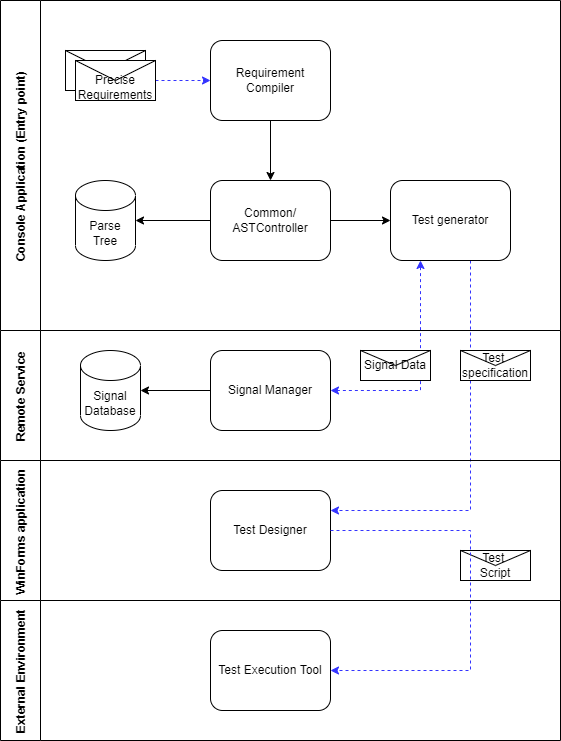 Console Application (Entry point)
Precise
Requirements
Requirement
Compiler
Parse
Tree
Common/
ASTController
Test generator
Remote Service
Signal
Database
Signal Manager
Signal Data
Test
specification
WinForms application
Test Designer
Test
Script
External Environment
Test Execution Tool